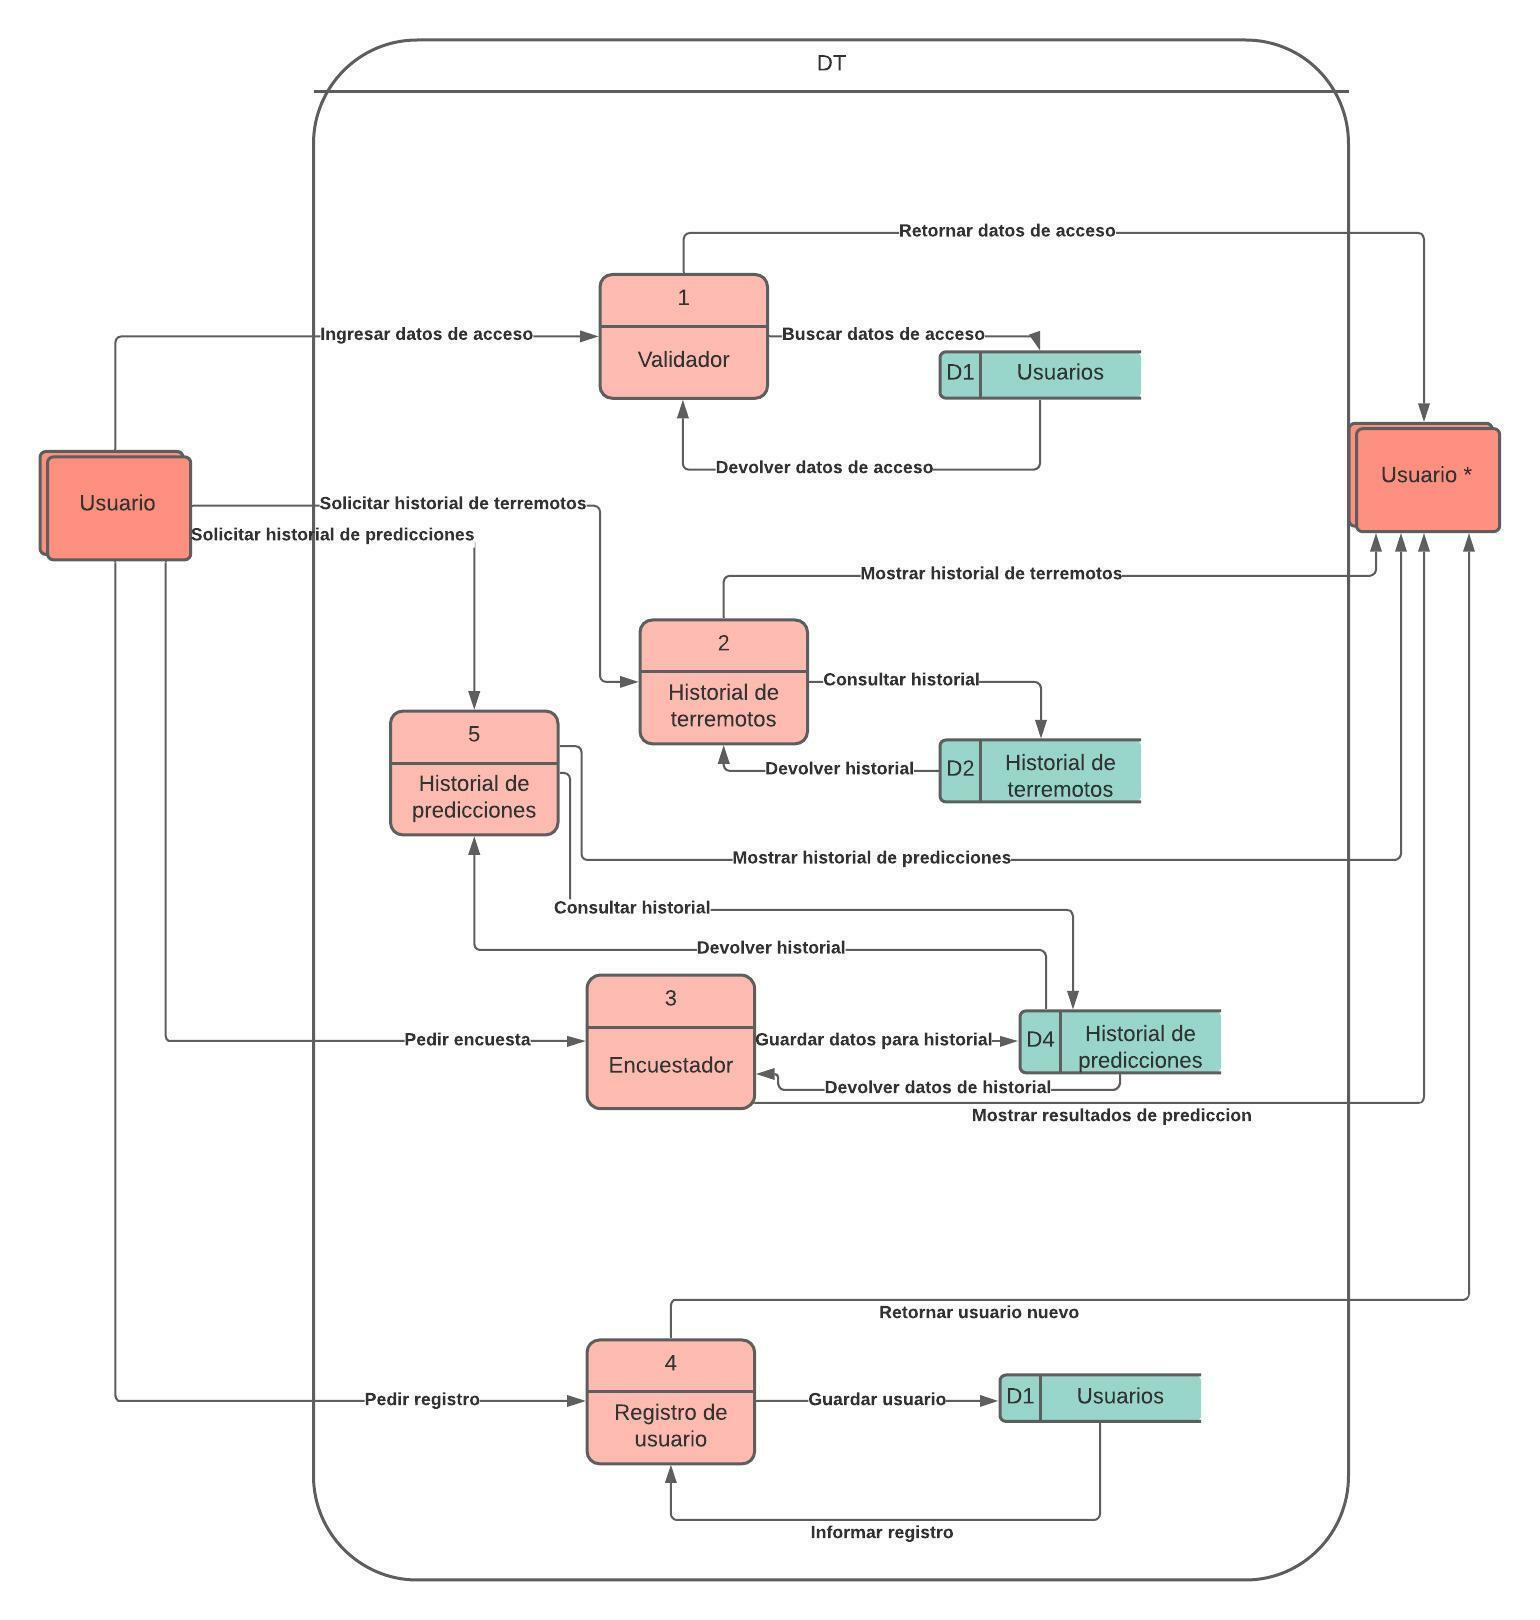 DT
Retornar datos de acceso
1
Validador
Ingresar datos de acceso
Buscar datos de acceso
D1
Usuarios
Devolver datos de acceso
Usuario
Usuario *
Solicitar historial de terremotos
Solicitar historial de predicciones
Mostrar historial de terremotos
2
Historial de
terremotos
Consultar historial
Devolver historial
D2
Historial de
terremotos
5
Historial de
predicciones
Mostrar historial de predicciones
Consultar historial
Devolver historial
3
Encuestador
Pedir encuesta
Guardar datos para historial
D4
Historial de
predicciones
Devolver datos de historial
Mostrar resultados de prediccion
Retornar usuario nuevo
4
Registro de
usuario
Pedir registro
Guardar usuario
D1
Usuarios
Informar registro